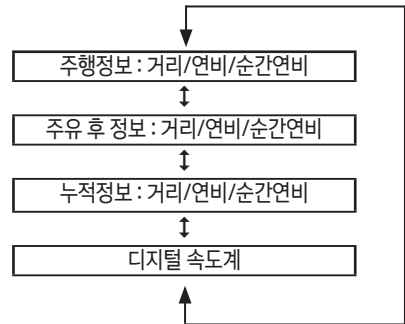 주행정보 : 거리/연비/순간연비
주유 후 정보 : 거리/연비/순간연비
누적정보 : 거리/연비/순간연비
디지털 속도계